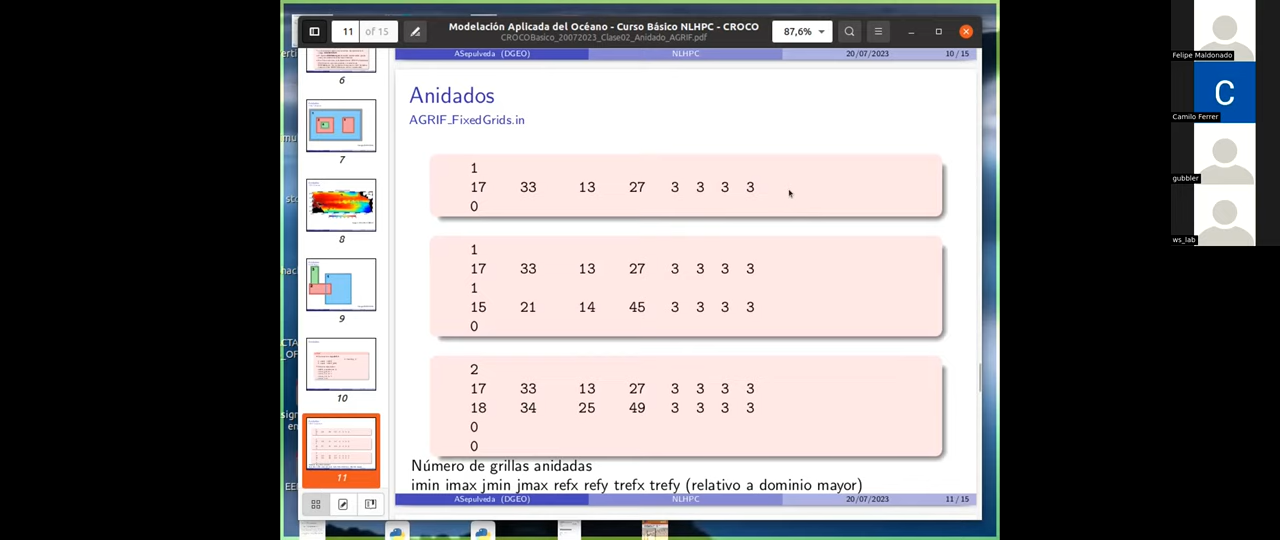 11 of 15
Modelación Aplicada del Océano - Curso Básico NLHPC - CROCO
CROCOBasico_20072023_Clase02_Anidado_AGRIF.pdf
87,6%
ASepulveda (DGEO) NLHPC 20/07/2023 10 / 15
Anidados
AGRIF_FixedGrids.in
1
17 33 13 27 3 3 3 3
0
1
17 33 13 27 3 3 3 3
1
15 21 14 45 3 3 3 3
0
2
17 33 13 27 3 3 3 3
18 34 25 49 3 3 3 3
0
0
Número de grillas anidadas
imin imax jmin jmax refx refy trefx trefy (relativo a dominio mayor)
ASepulveda (DGEO) NLHPC 20/07/2023 11 / 15
6
7
8
9
10
11
Felipe Maldonado
C
Camilo Ferrer
gubbler
ws_lab